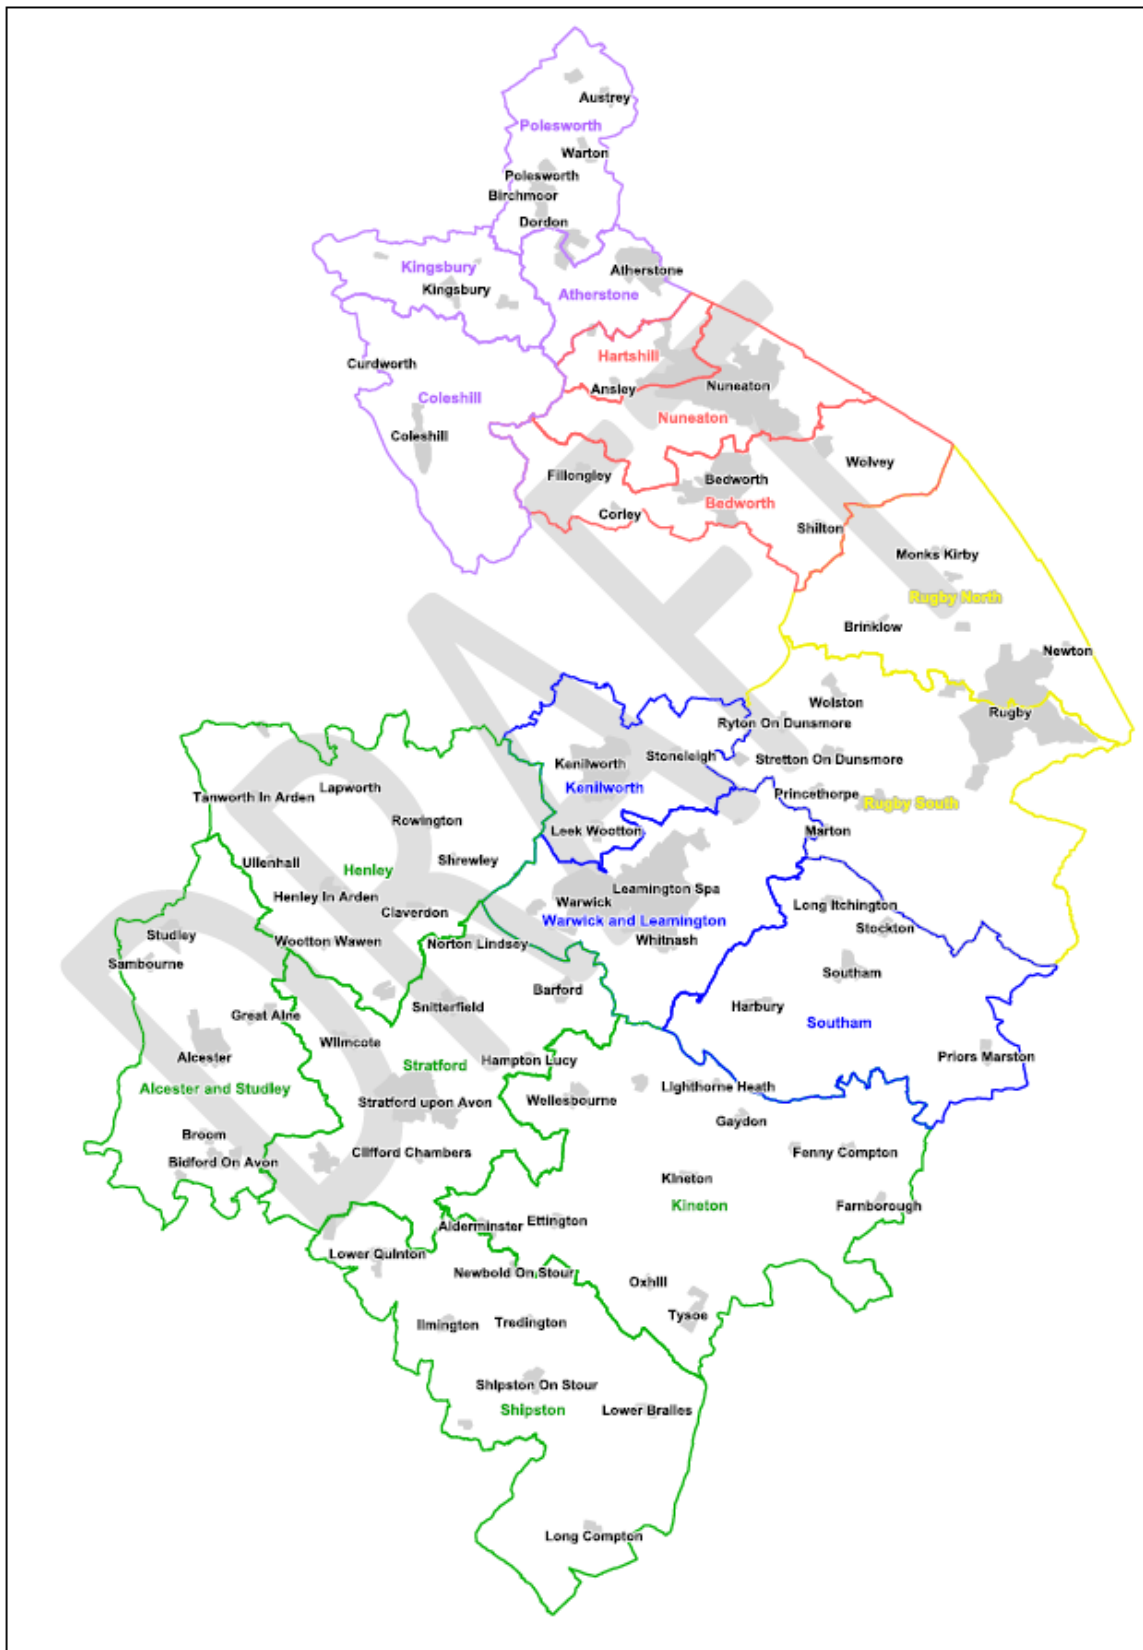 Austrey
Polesworth
Warton
Polesworth
Birchmoor
Dordon
Kingsbury
Atherstone
Kingsbury
Atherstone
Hartshill
Curdworth
Ansley
Nuneaton
Coleshill
Nuneaton
Coleshill
Wolvey
Fillongley
Bedworth
Bedworth
Corley
Shilton
Monks Kirby
Rugby North
Brinklow
Newton
Wolston
Rugby
Ryton On Dunsmore
Stoneleigh
Stretton On Dunsmore
Kenilworth
Kenilworth
Lapworth
Tanworth In Arden
Princethorpe
Rugby South
Rowington
Leek Wootton
Marton
Ullenhall
Shrewley
Henley
Leamington Spa
Henley In Arden
Warwick
Long Itchington
Claverdon
Warwick and Leamington
Stockton
Studley
Wootton Wawen
Norton Lindsey
Whitnash
Sambourne
Southam
Barford
Snitterfield
Harbury
Great Alne
Southam
Wilmcote
Alcester
Hampton Lucy
Priors Marston
Stratford
Alcester and Studley
Lighthorne Heath
Wellesbourne
Stratford upon Avon
Gaydon
Broom
Clifford Chambers
Fenny Compton
Bidford On Avon
Kineton
Kineton
Farnborough
Ettington
Alderminster
Lower Quinton
Newbold On Stour
Oxhill
Tysoe
Ilmington
Tredington
Shipston On Stour
Shipston
Lower Brailes
Long Compton
DRAFT